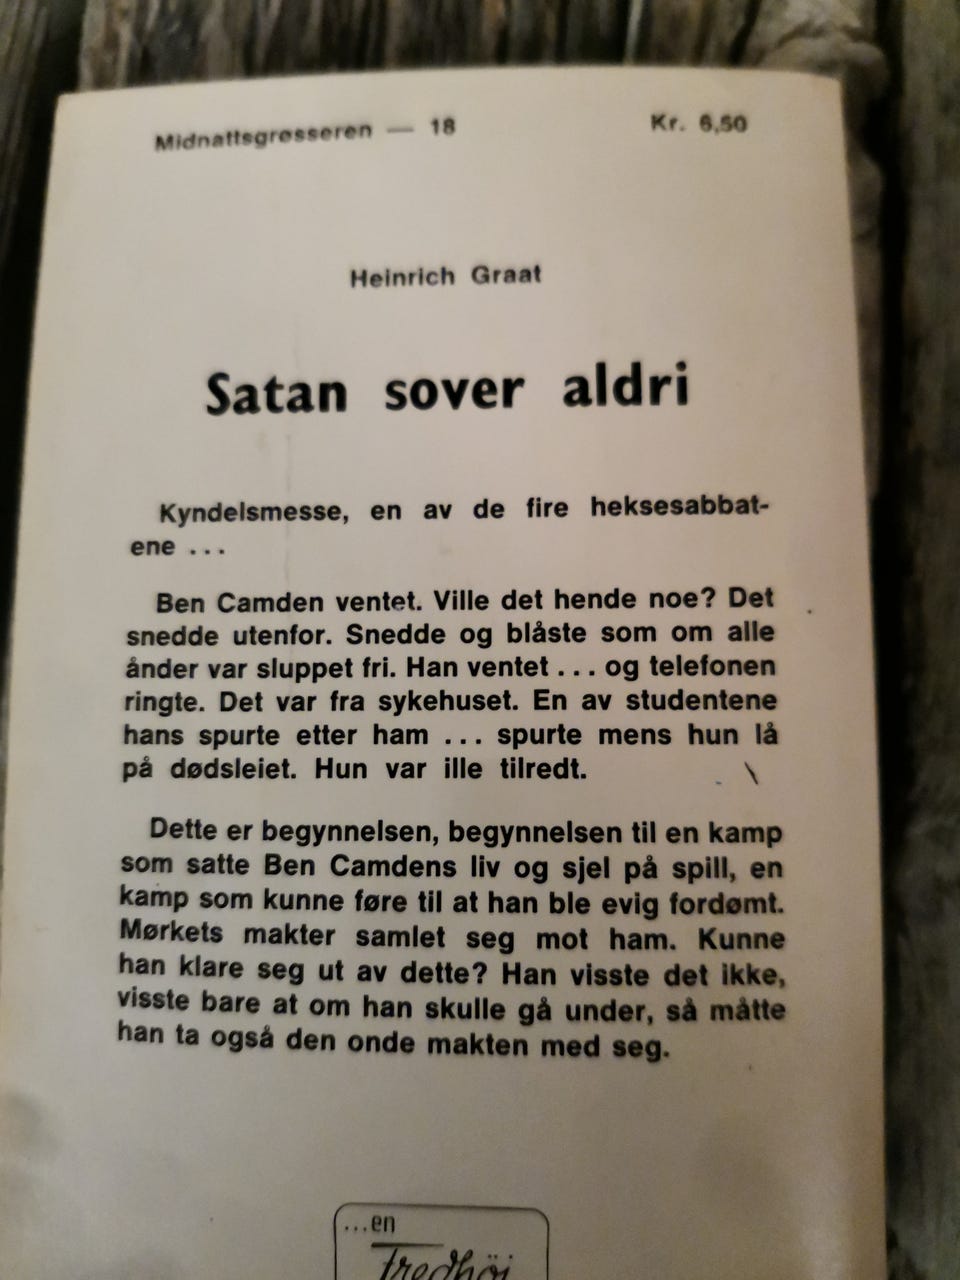 Midnattsgrøsseren — 18 Kr. 6,50
Heinrich Graat
Satan sover aldri
Kyndelsmesse, en av de fire heksesabbat-
ene ...
Ben Camden ventet. Ville det hende noe? Det
snedde utenfor. Snedde og blåste som om alle
ånder var sluppet fri. Han ventet ... og telefonen
ringte. Det var fra sykehuset. En av studentene
hans spurte etter ham ... spurte mens hun lå
på dødsleiet. Hun var ille tilredt.
Dette er begynnelsen, begynnelsen til en kamp
som satte Ben Camdens liv og sjel på spill, en
kamp som kunne føre til at han ble evig fordømt.
Mørkets makter samlet seg mot ham. Kunne
han klare seg ut av dette? Han visste det ikke,
visste bare at om han skulle gå under, så måtte
han ta også den onde makten med seg.
...en
Fredhöi